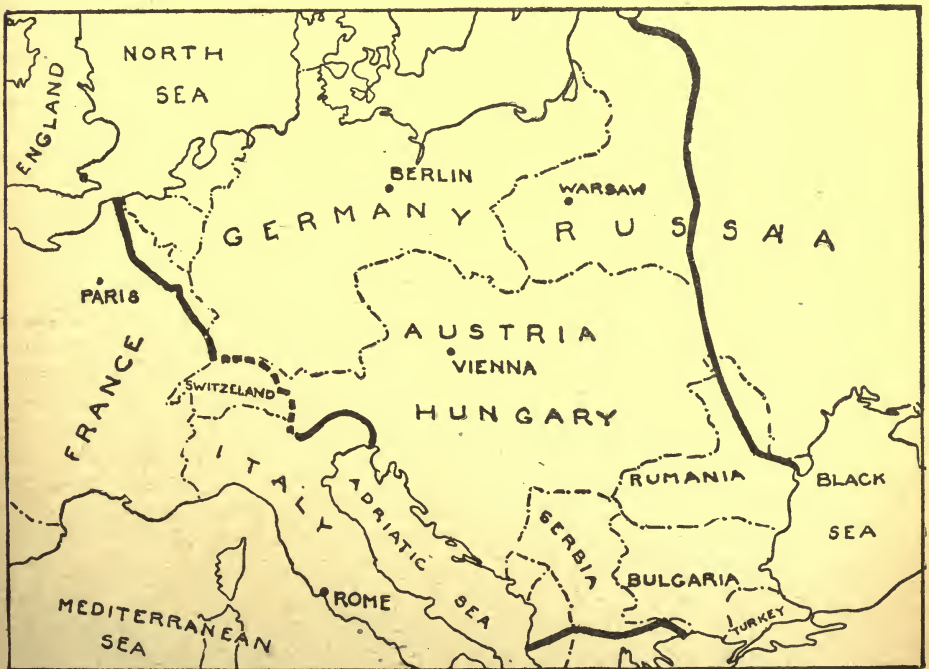 NORTH
SEA
ENGLAND
BERLIN
GERMANY
WARSAW
RUSSIA
PARIS
AUSTRIA
VIENNA
SWITZELAND
HUNGARY
FRANCE
ITALY
ADRIATIC
SEA
SERBIA
RUMANIA
BLACK
SEA
BULGARIA
TURKEY
ROME
MEDITERRANEAN
SEA